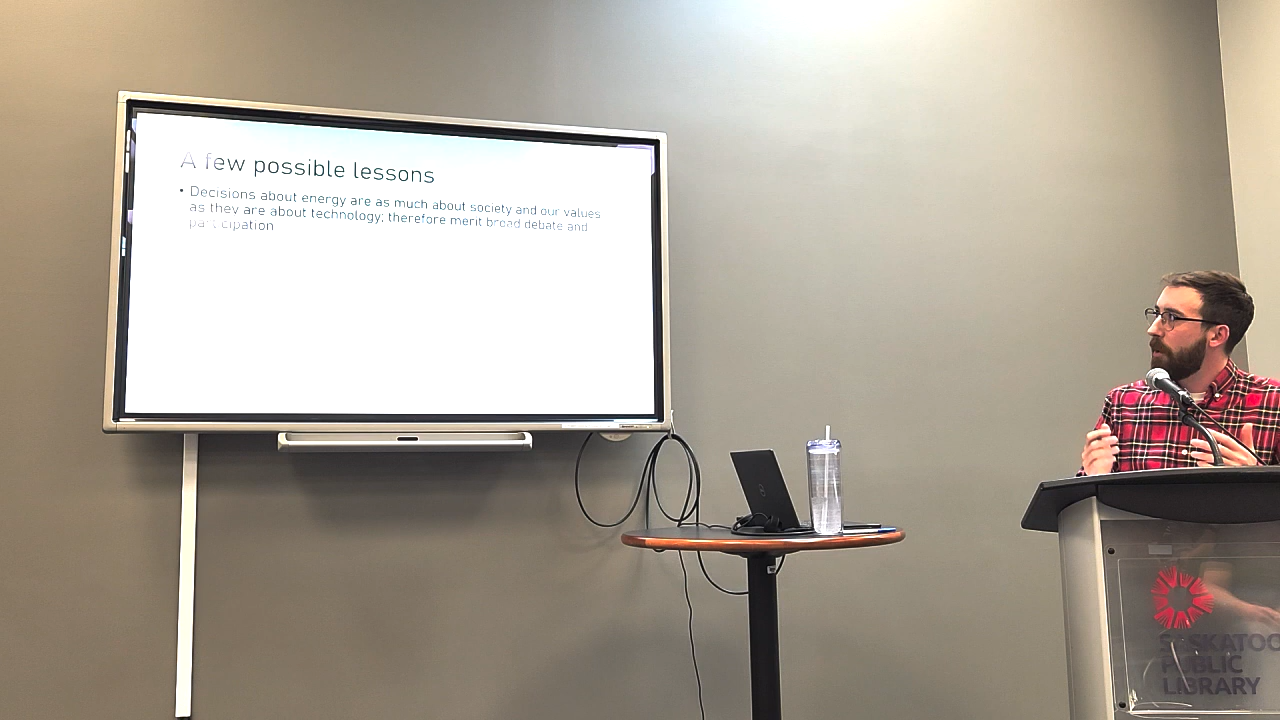 A few possible lessons
• Decisions about energy are as much about society and our values
as they are about technology; therefore merit broad debate and
participation
SASKATOO
PUBLIC
LIBRARY